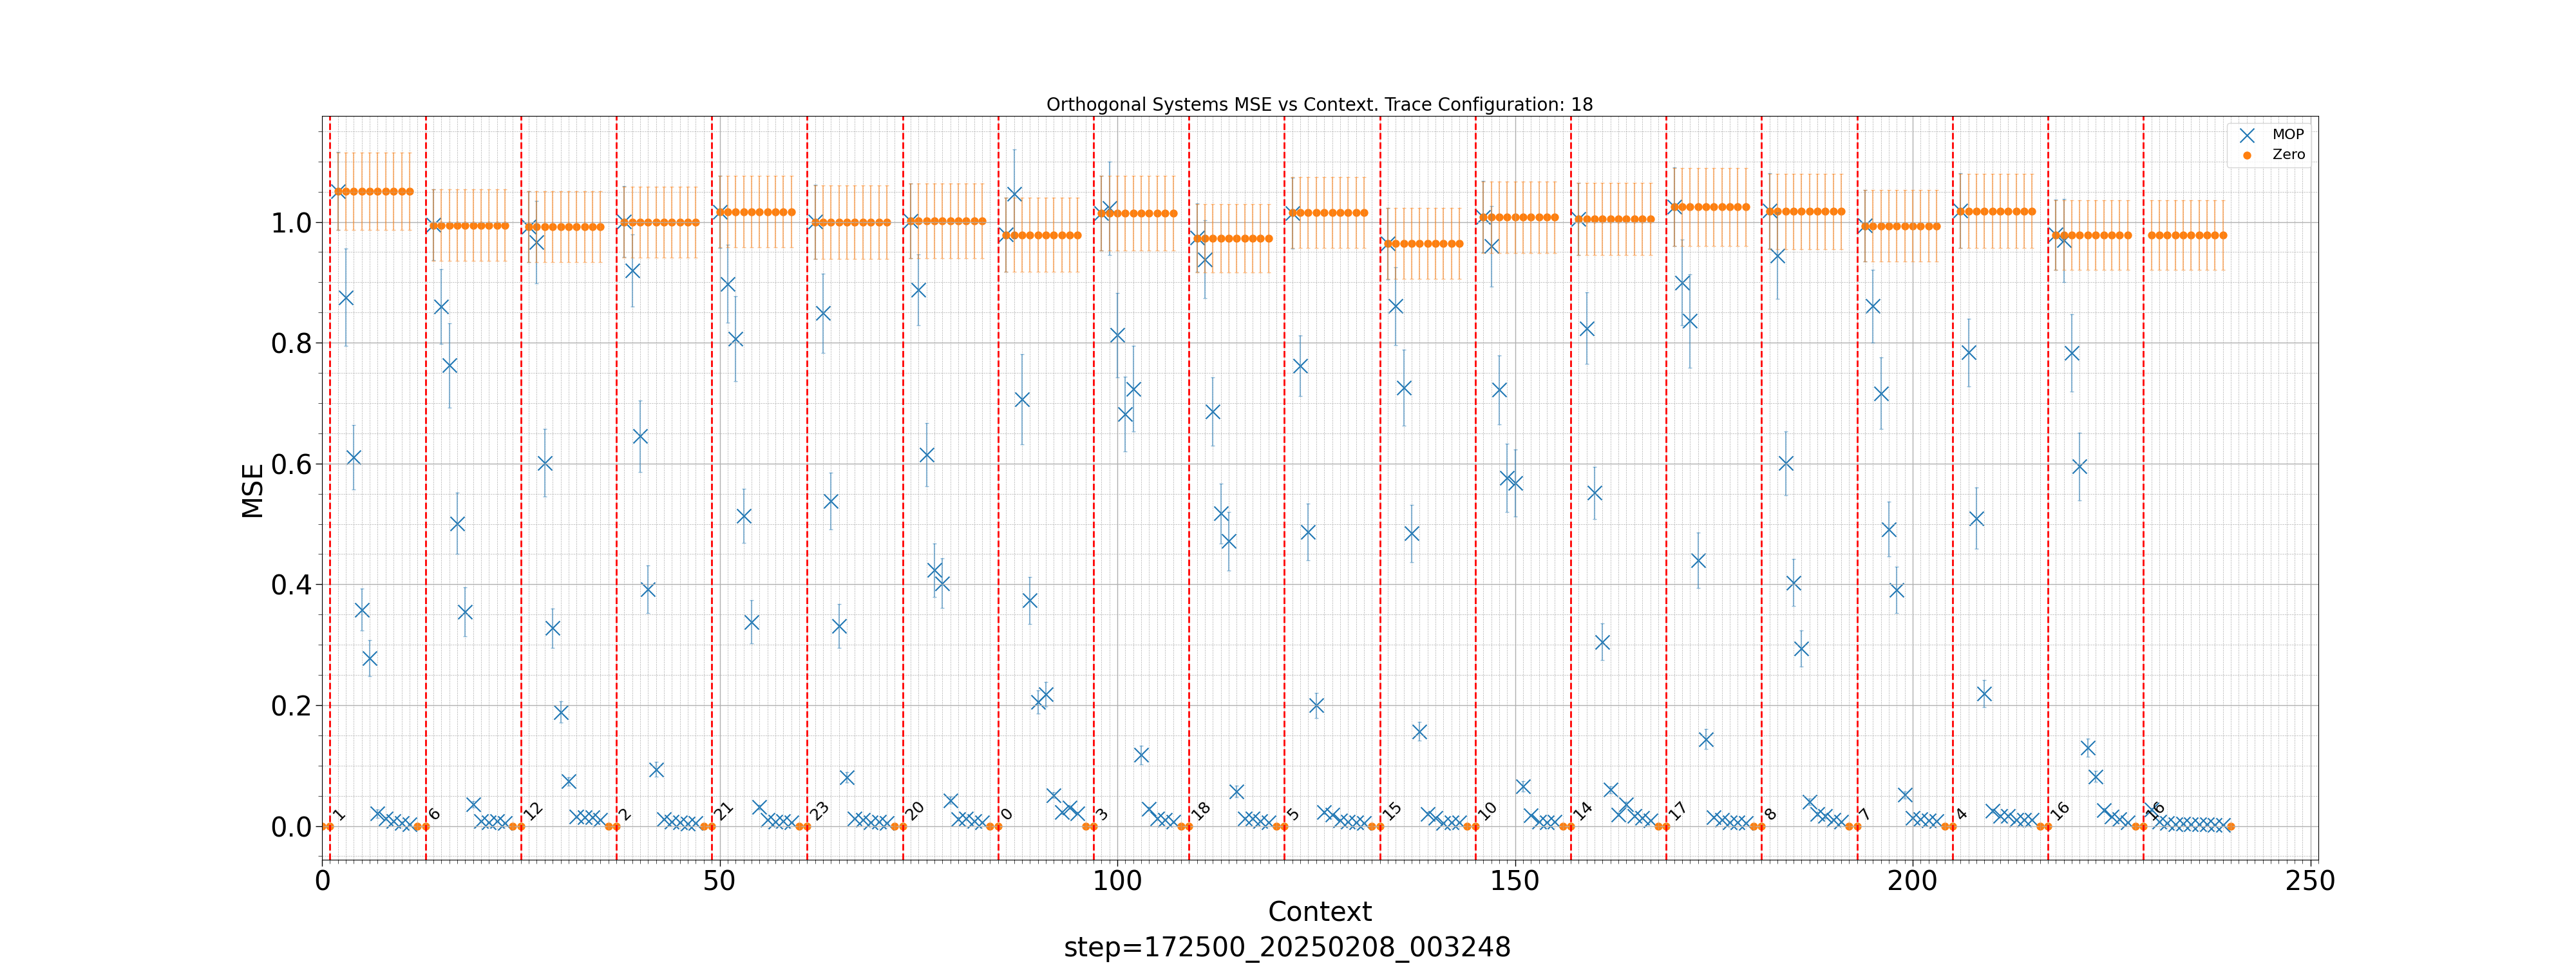 Orthogonal Systems MSE vs Context. Trace Configuration: 18
MOP
Zero
MSE
1.0
0.8
0.6
0.4
0.2
0.0
1 6 12 2 21 23 20 0 3 18 5 15 10 14 17 8 7 4 16 16
0 50 100 150 200 250
Context
step=172500_20250208_003248